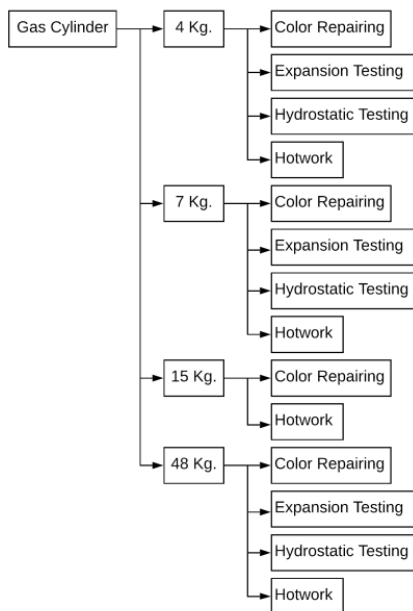 Gas Cylinder
4 Kg.
Color Repairing
Expansion Testing
Hydrostatic Testing
Hotwork
7 Kg.
Color Repairing
Expansion Testing
Hydrostatic Testing
Hotwork
15 Kg.
Color Repairing
Hotwork
48 Kg.
Color Repairing
Expansion Testing
Hydrostatic Testing
Hotwork